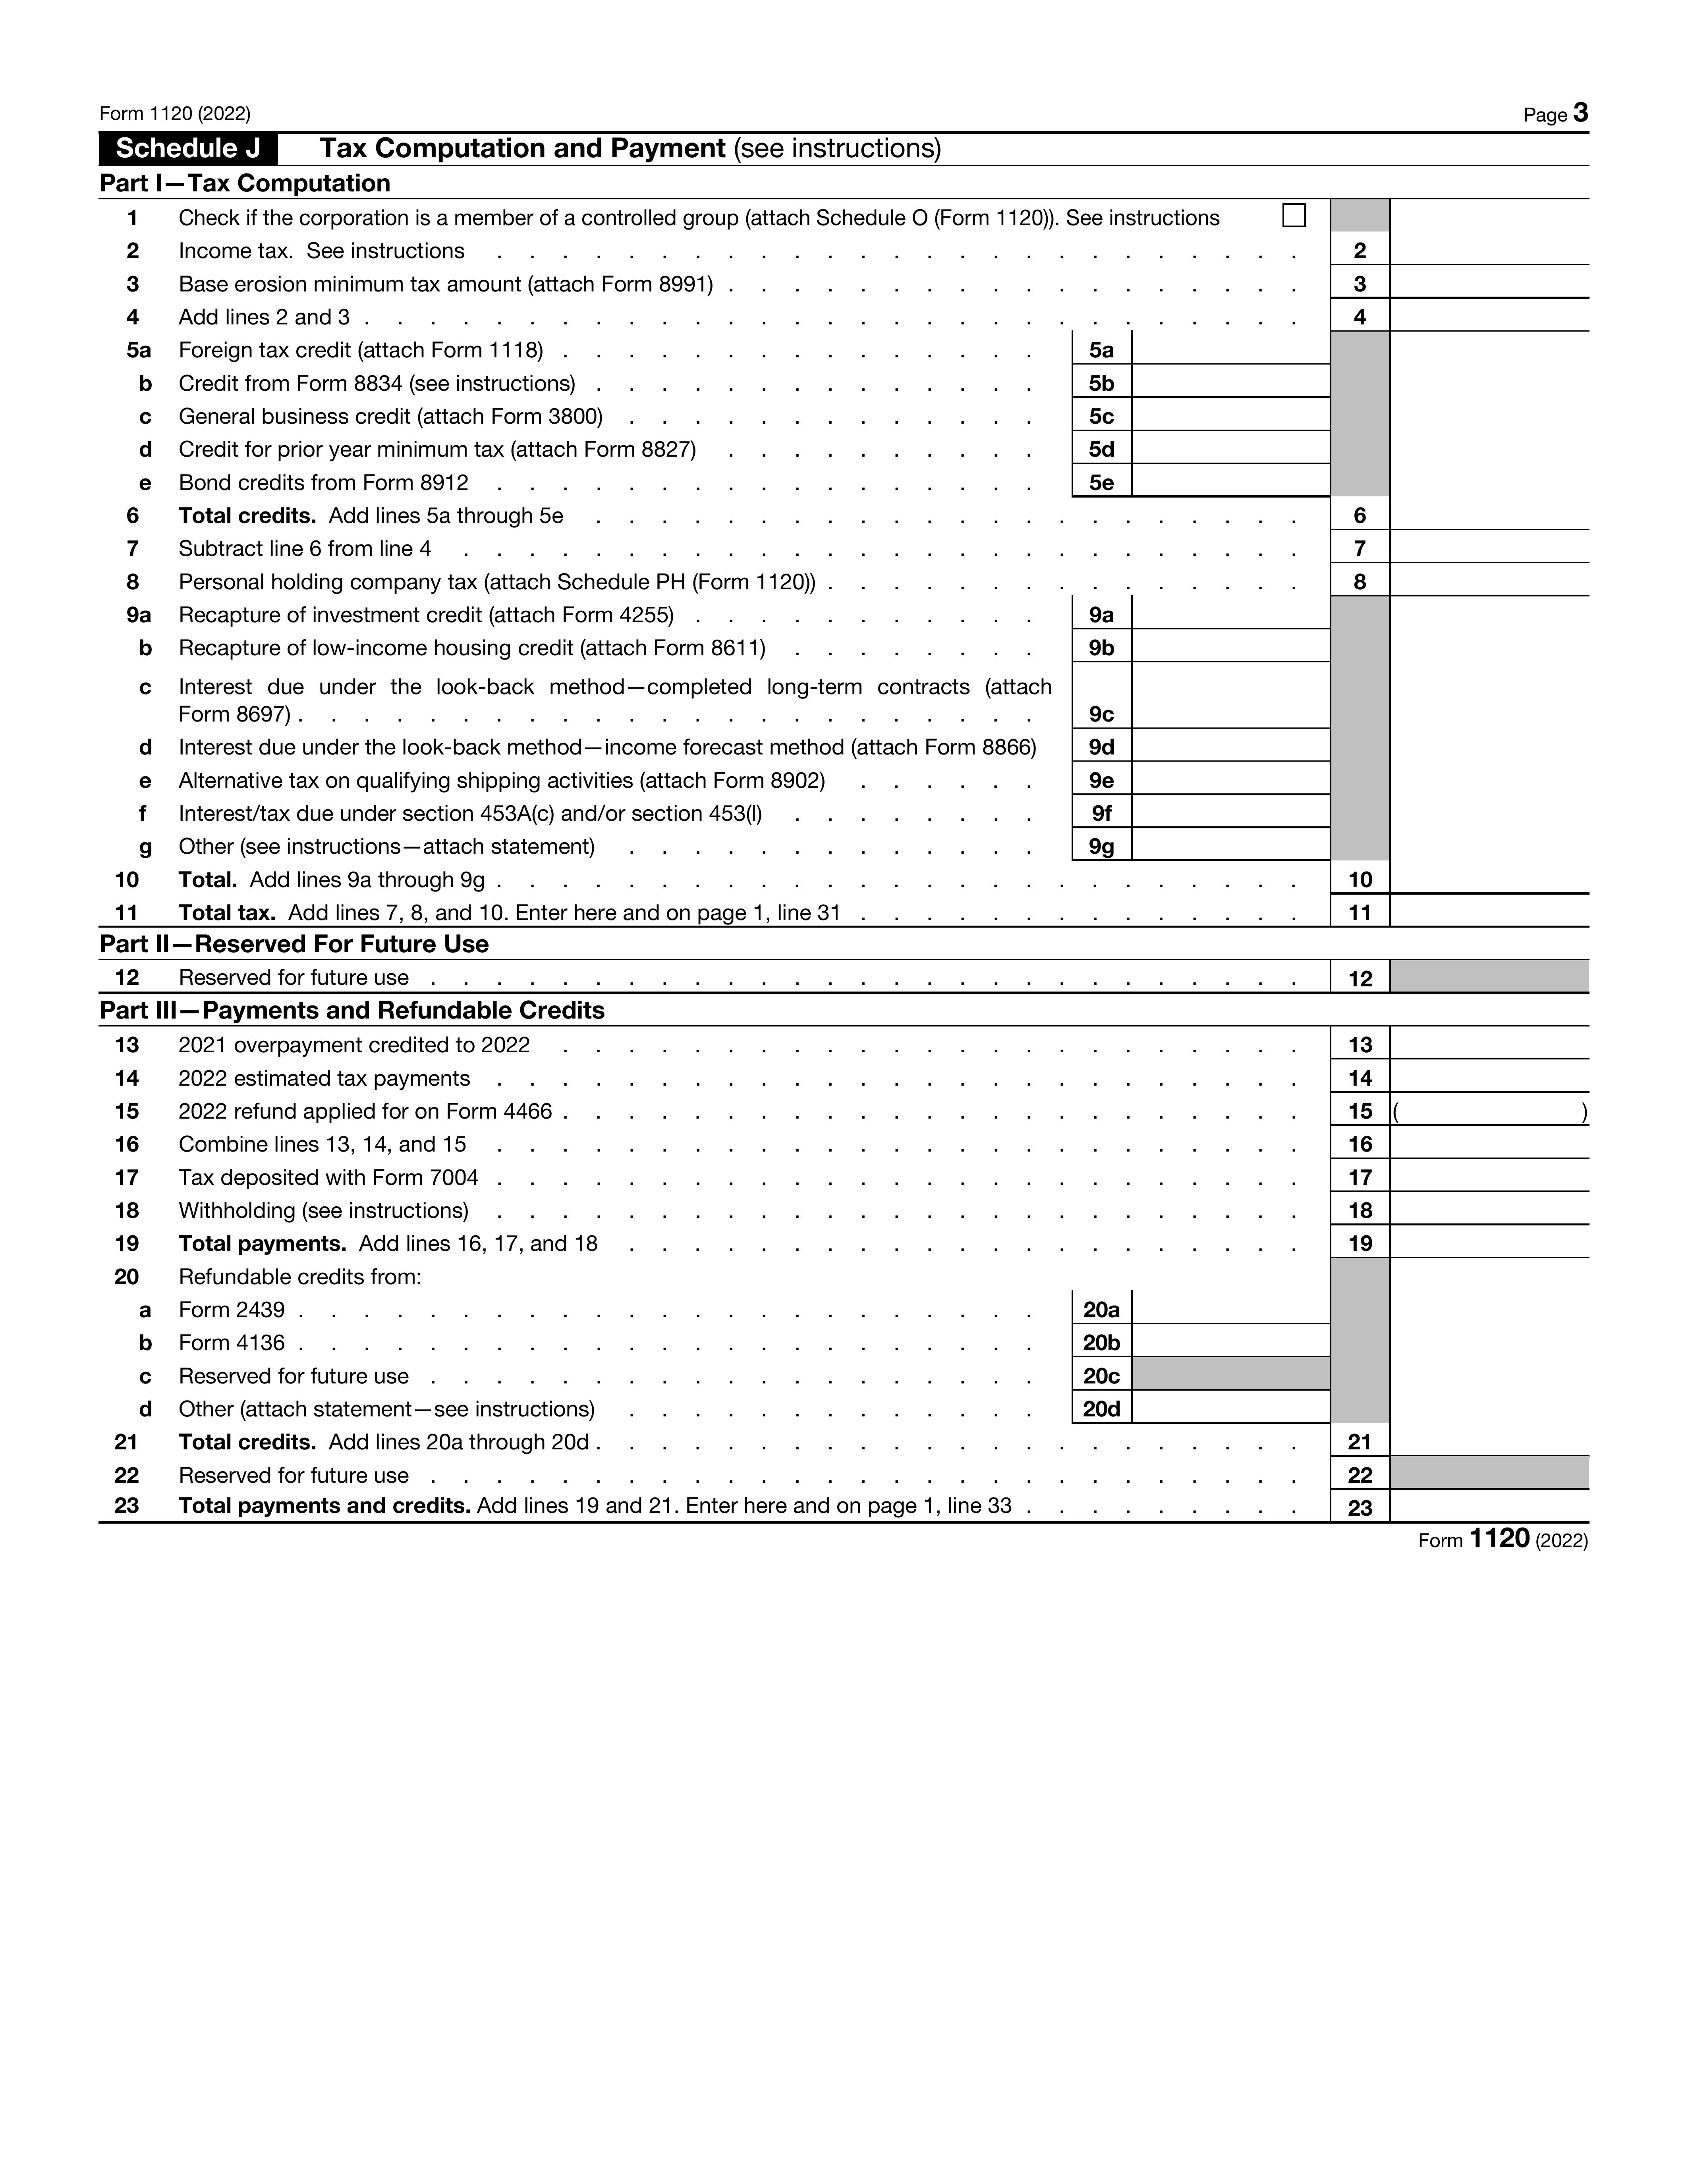 Form 1120 (2022) Page 3
Schedule J Tax Computation and Payment (see instructions)
Part I—Tax Computation
1 Check if the corporation is a member of a controlled group (attach Schedule O (Form 1120)). See instructions
2 Income tax. See instructions . . . . . . . . . . . . . . . . . . . . . . . . . 2
3 Base erosion minimum tax amount (attach Form 8991) . . . . . . . . . . . . . . . . . . 3
4 Add lines 2 and 3 . . . . . . . . . . . . . . . . . . . . . . . . . . . . . 4
5a Foreign tax credit (attach Form 1118) . . . . . . . . . . . . . . . 5a
b Credit from Form 8834 (see instructions) . . . . . . . . . . . . . . 5b
c General business credit (attach Form 3800) . . . . . . . . . . . . . 5c
d Credit for prior year minimum tax (attach Form 8827) . . . . . . . . . . 5d
e Bond credits from Form 8912 . . . . . . . . . . . . . . . . . 5e
6 Total credits. Add lines 5a through 5e . . . . . . . . . . . . . . . . . . . . . . 6
7 Subtract line 6 from line 4 . . . . . . . . . . . . . . . . . . . . . . . . . . 7
8 Personal holding company tax (attach Schedule PH (Form 1120)) . . . . . . . . . . . . . . . 8
9a Recapture of investment credit (attach Form 4255) . . . . . . . . . . . 9a
b Recapture of low-income housing credit (attach Form 8611) . . . . . . . . 9b
c Interest due under the look-back method—completed long-term contracts (attach
Form 8697) . . . . . . . . . . . . . . . . . . . . . . . 9c
d Interest due under the look-back method—income forecast method (attach Form 8866) 9d
e Alternative tax on qualifying shipping activities (attach Form 8902) . . . . . . 9e
f Interest/tax due under section 453A(c) and/or section 453(l) . . . . . . . . 9f
g Other (see instructions—attach statement) . . . . . . . . . . . . . 9g
10 Total. Add lines 9a through 9g . . . . . . . . . . . . . . . . . . . . . . . . . 10
11 Total tax. Add lines 7, 8, and 10. Enter here and on page 1, line 31 . . . . . . . . . . . . . . 11
Part II—Reserved For Future Use
12 Reserved for future use . . . . . . . . . . . . . . . . . . . . . . . . . . . 12
Part III—Payments and Refundable Credits
13 2021 overpayment credited to 2022 . . . . . . . . . . . . . . . . . . . . . . . 13
14 2022 estimated tax payments . . . . . . . . . . . . . . . . . . . . . . . . . 14
15 2022 refund applied for on Form 4466 . . . . . . . . . . . . . . . . . . . . . . . 15 ( )
16 Combine lines 13, 14, and 15 . . . . . . . . . . . . . . . . . . . . . . . . . 16
17 Tax deposited with Form 7004 . . . . . . . . . . . . . . . . . . . . . . . . . 17
18 Withholding (see instructions) . . . . . . . . . . . . . . . . . . . . . . . . . 18
19 Total payments. Add lines 16, 17, and 18 . . . . . . . . . . . . . . . . . . . . . 19
20 Refundable credits from:
a Form 2439 . . . . . . . . . . . . . . . . . . . . . . . 20a
b Form 4136 . . . . . . . . . . . . . . . . . . . . . . . 20b
c Reserved for future use . . . . . . . . . . . . . . . . . . . 20c
d Other (attach statement—see instructions) . . . . . . . . . . . . . 20d
21 Total credits. Add lines 20a through 20d . . . . . . . . . . . . . . . . . . . . . . 21
22 Reserved for future use . . . . . . . . . . . . . . . . . . . . . . . . . . . 22
23 Total payments and credits. Add lines 19 and 21. Enter here and on page 1, line 33 . . . . . . . . . 23
Form 1120 (2022)